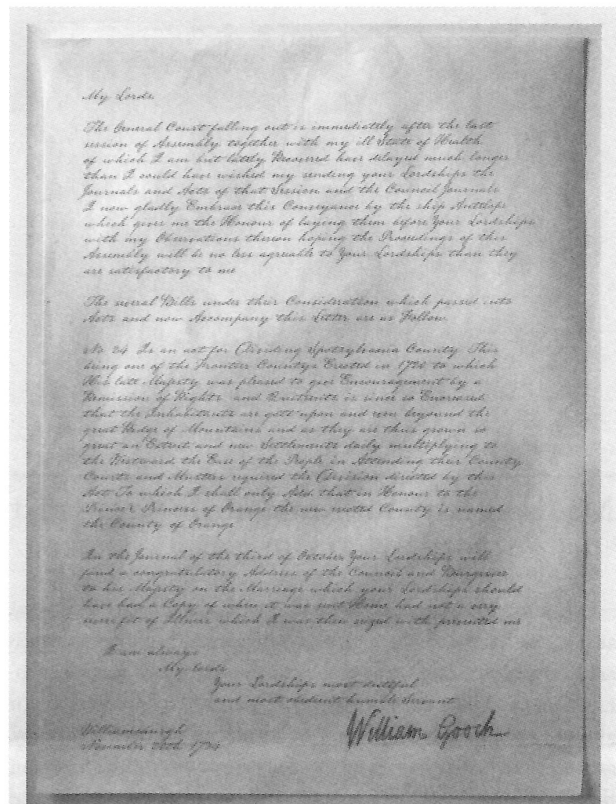 My Lords.
The General Court falling out is immediately after the last
session of Assembly together with my ill State of Health
of which I am but lately Recovered have delayed much longer
than I could have wished my sending your Lordships the
Journals and Acts of that Session and the Council Journals
I now gladly Embrace this Conveyance by the ship
which gives me the Honour of laying them before Your Lordships
with my Observations thereon hoping the Proceedings of this
Assembly will be no less agreable to Your Lordships than they
are satisfactory to me
The several Bills under their Consideration which passed into
Acts and now Accompany this Letter are as Follow.
No 24 Is an act for Dividing Spotsylvania County This
being one of the Frontier Countys Erected in 1720 to which
His late Majesty was pleased to give Encouragement by a
Remission of Rights and Quitrents is since so Encreased
that the Inhabitants are gott upon and even beyound the
great Ridge of Mountains and as they are thus grown so
great an Extent and new Settlements daily multiplying to
the Westward the Ease of the People in Attending their County
Courts and Musters required the Division directed by this
Act To which I shall only Add that in Honour to the
Princess of Orange the new erected County is named
the County of Orange
In the Journal of the third of October Your Lordships will
find a congratulatory Address of the Council and Burgesses
to his Majesty on the Marriage which your Lordships should
have had a Copy of when it was sent Home had not a very
severe fit of Illness which I was then seized with prevented me
I am always
My Lords
Your Lordships most dutiful
and most obedient humble Servant
Williamsburgh
November 20th 1734
William Gooch